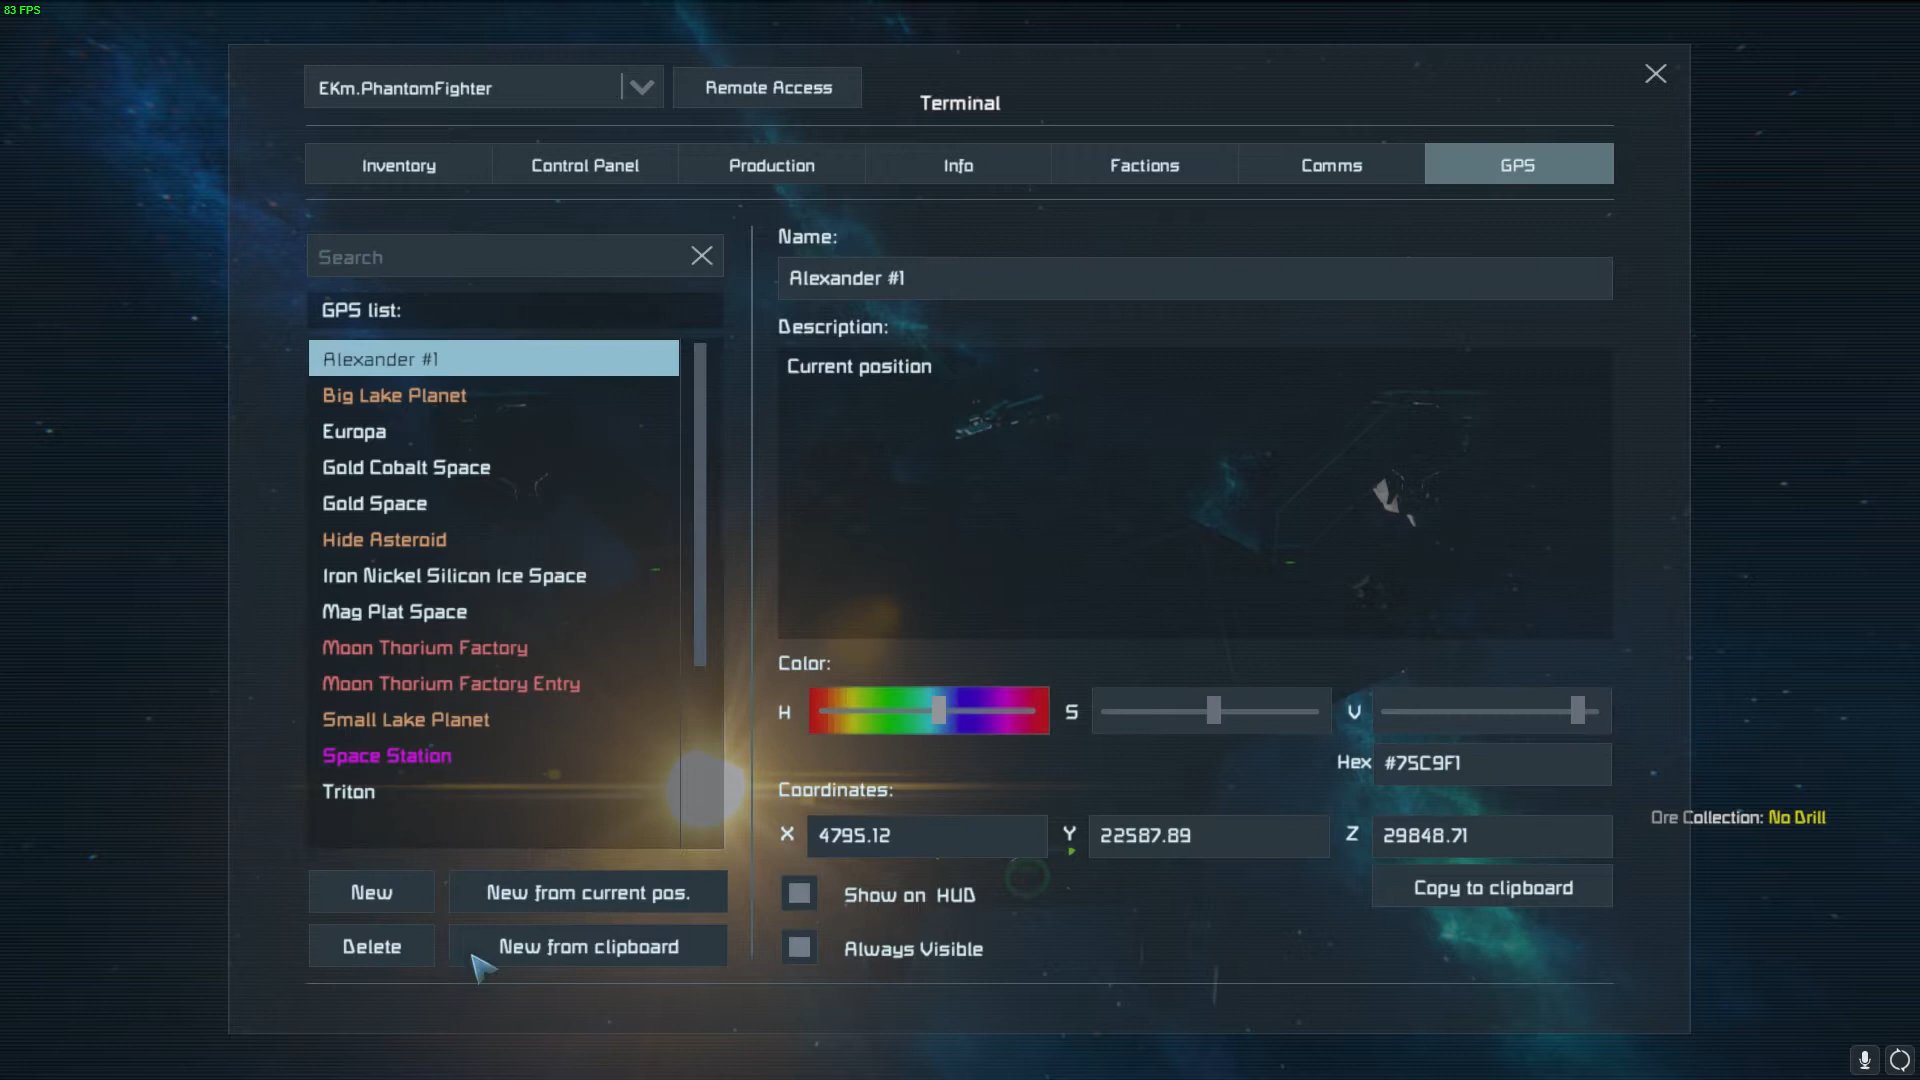 83 FPS
EKm.PhantomFighter
Remote Access
Terminal
Inventory
Control Panel
Production
Info
Factions
Comms
GPS
Search
GPS list:
Alexander #1
Big Lake Planet
Europa
Gold Cobalt Space
Gold Space
Hide Asteroid
Iron Nickel Silicon Ice Space
Mag Plat Space
Moon Thorium Factory
Moon Thorium Factory Entry
Small Lake Planet
Space Station
Triton
New
New from current pos.
Delete
New from clipboard
Name:
Alexander #1
Description:
Current position
Color:
H
S
V
Hex #75C9F1
Coordinates:
X 4795.12
Y 22587.89
Z 29848.71
Copy to clipboard
Show on HUD
Always Visible
Ore Collection: No Drill